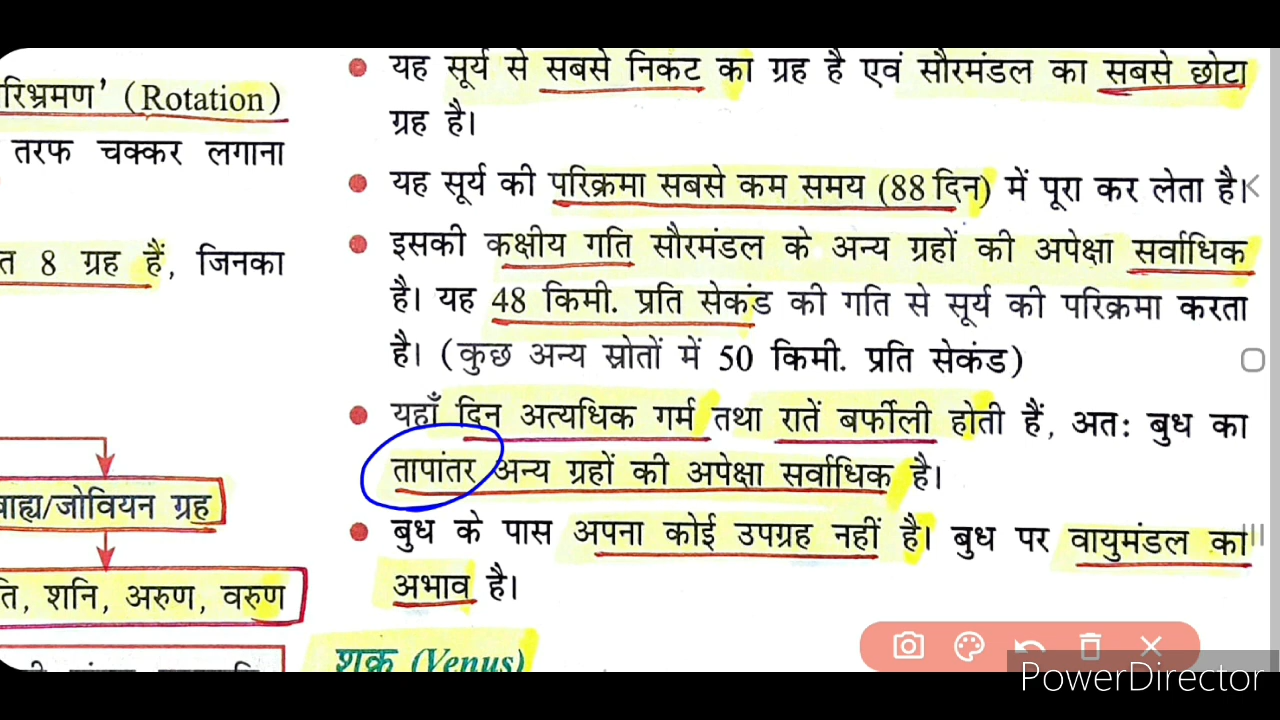 रिभ्रमण' (Rotation)
तरफ चक्कर लगाना
त 8 ग्रह हैं, जिनका
बाह्य/जोवियन ग्रह
ति, शनि, अरुण, वरुण
यह सूर्य से सबसे निकट का ग्रह है एवं सौरमंडल का सबसे छोटा
ग्रह है।
यह सूर्य की परिक्रमा सबसे कम समय (88 दिन) में पूरा कर लेता है।
इसकी कक्षीय गति सौरमंडल के अन्य ग्रहों की अपेक्षा सर्वाधिक
है। यह 48 किमी. प्रति सेकंड की गति से सूर्य की परिक्रमा करता
है। (कुछ अन्य स्रोतों में 50 किमी. प्रति सेकंड)
यहाँ दिन अत्यधिक गर्म तथा रातें बर्फीली होती हैं, अतः बुध का
तापांतर अन्य ग्रहों की अपेक्षा सर्वाधिक है।
बुध के पास अपना कोई उपग्रह नहीं है। बुध पर वायुमंडल का
अभाव है।
शुक्र (Venus)
PowerDirector